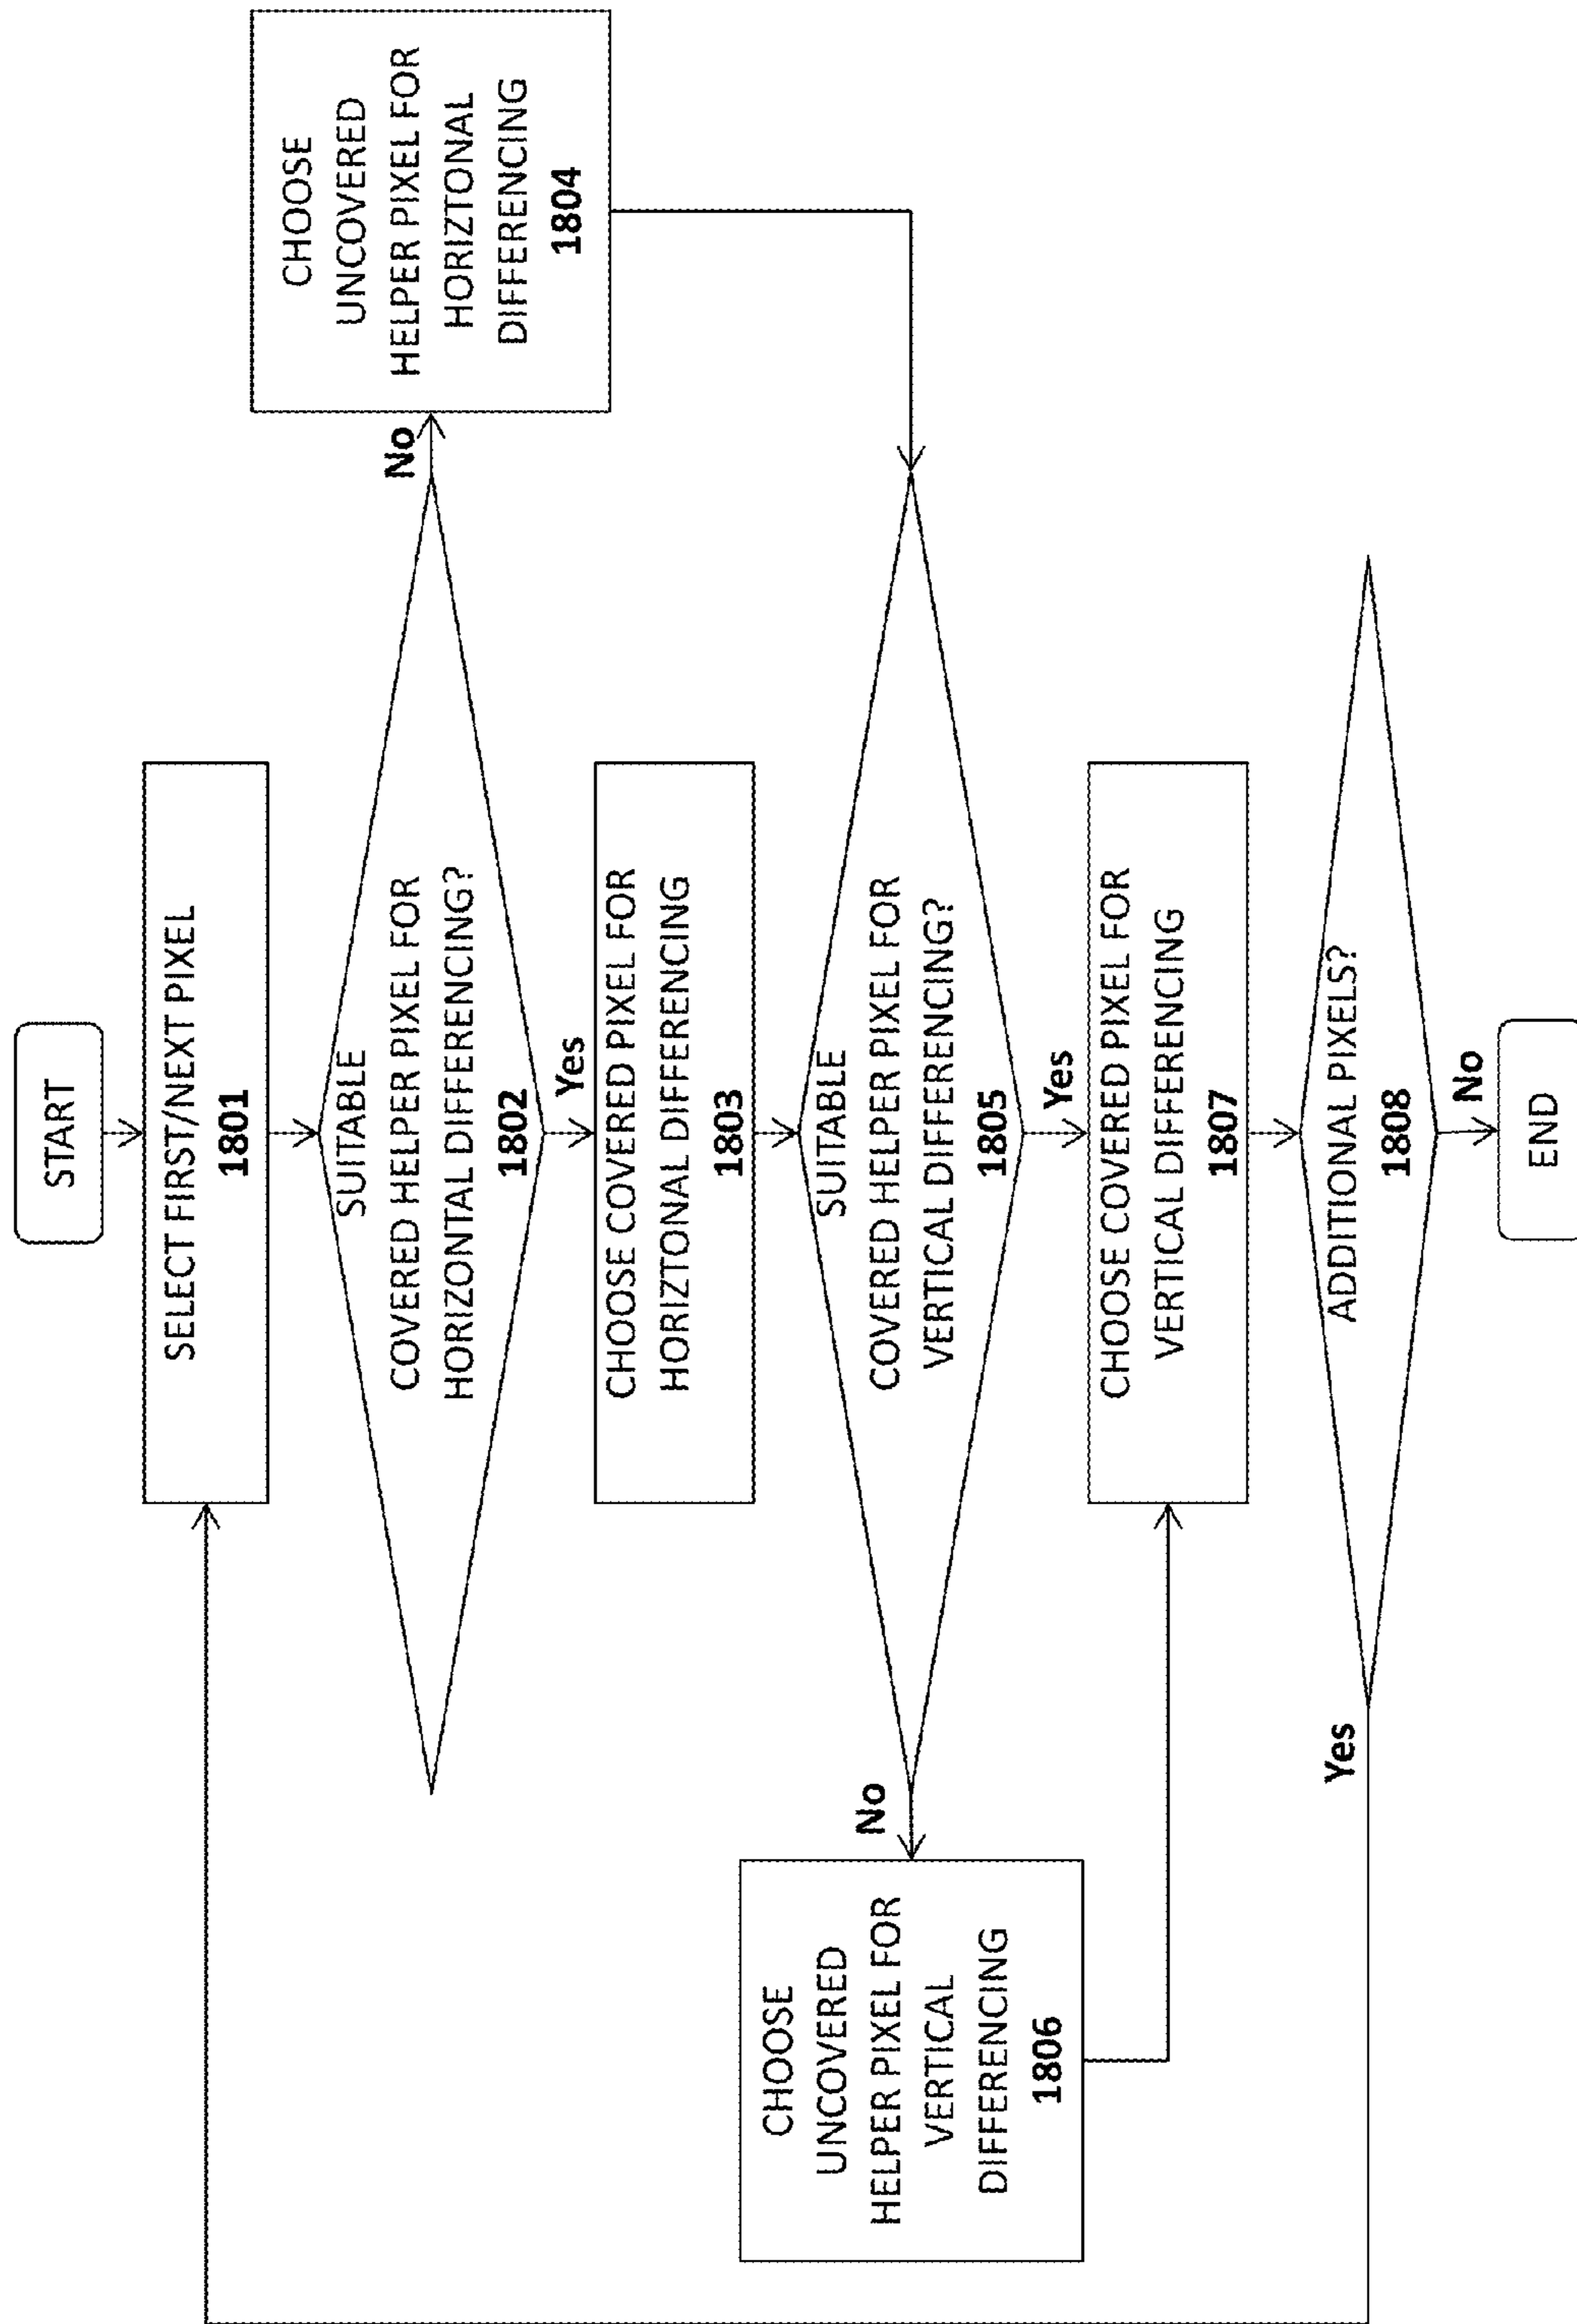 START
SELECT FIRST/NEXT PIXEL
1801
SUITABLE
COVERED HELPER PIXEL FOR
HORIZONTAL DIFFERENCING?
1802
No
CHOOSE
UNCOVERED
HELPER PIXEL FOR
HORIZTONAL
DIFFERENCING
1804
Yes
CHOOSE COVERED PIXEL FOR
HORIZTONAL DIFFERENCING
1803
SUITABLE
COVERED HELPER PIXEL FOR
VERTICAL DIFFERENCING?
1805
No
CHOOSE
UNCOVERED
HELPER PIXEL FOR
VERTICAL
DIFFERENCING
1806
Yes
CHOOSE COVERED PIXEL FOR
VERTICAL DIFFERENCING
1807
ADDITIONAL PIXELS?
1808
Yes
No
END